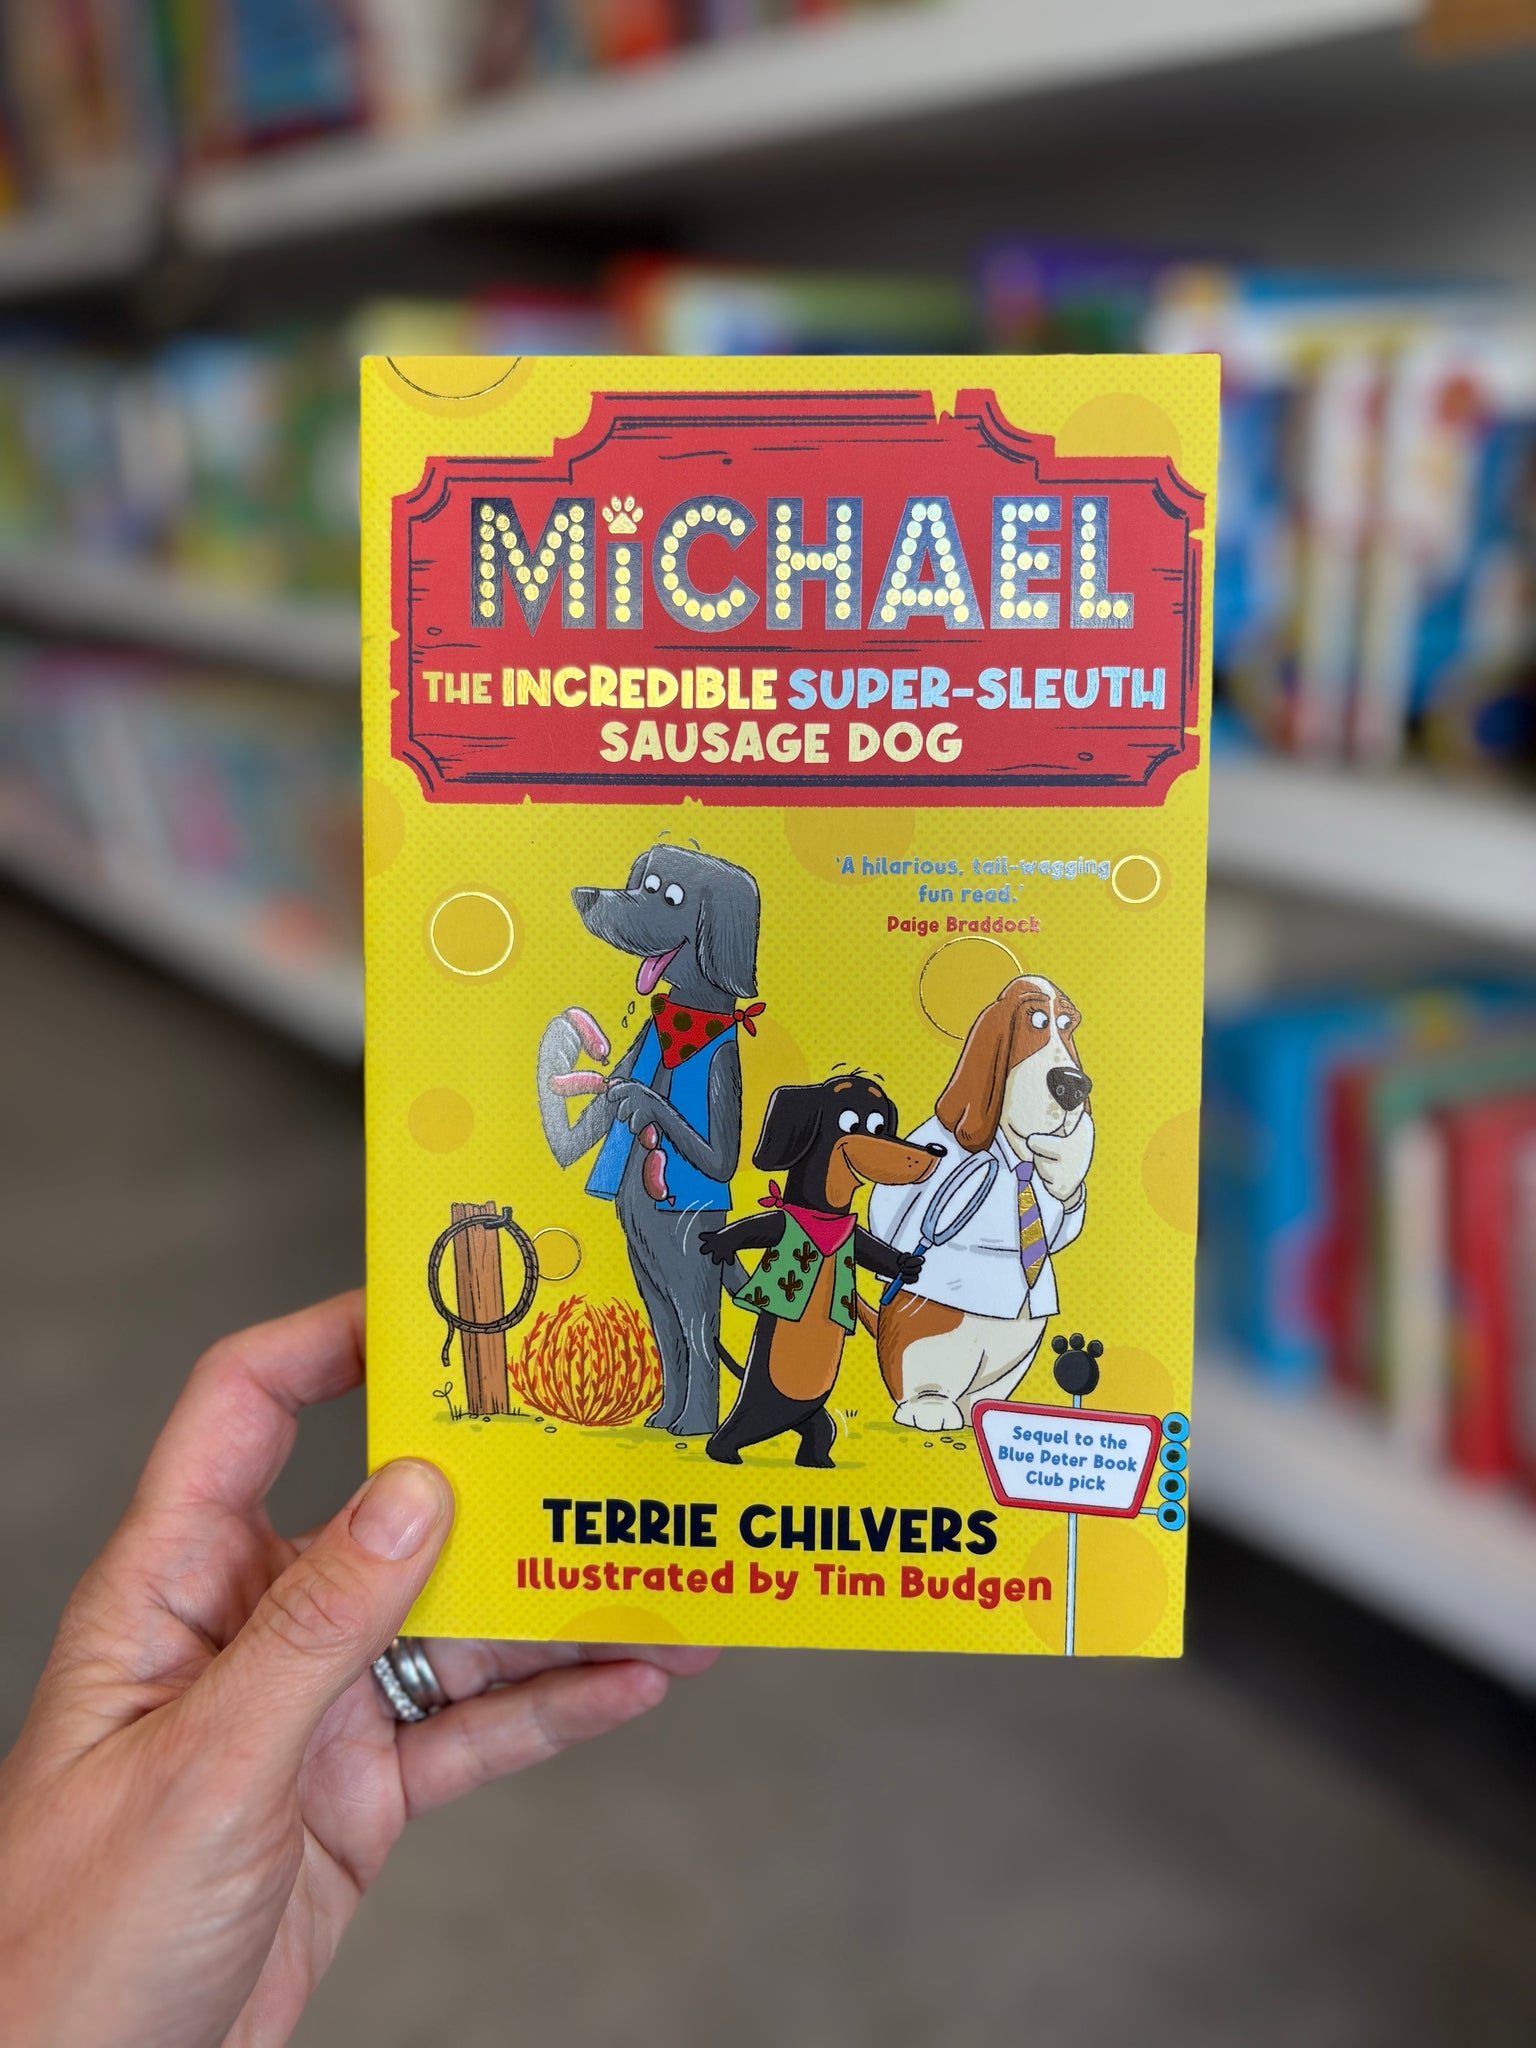 MiCHAEL
THE INCREDIBLE SUPER-SLEUTH
SAUSAGE DOG
'A hilarious, tail-wagging
fun read.'
Paige Braddock
Sequel to the
Blue Peter Book
Club pick
TERRIE CHILVERS
Illustrated by Tim Budgen